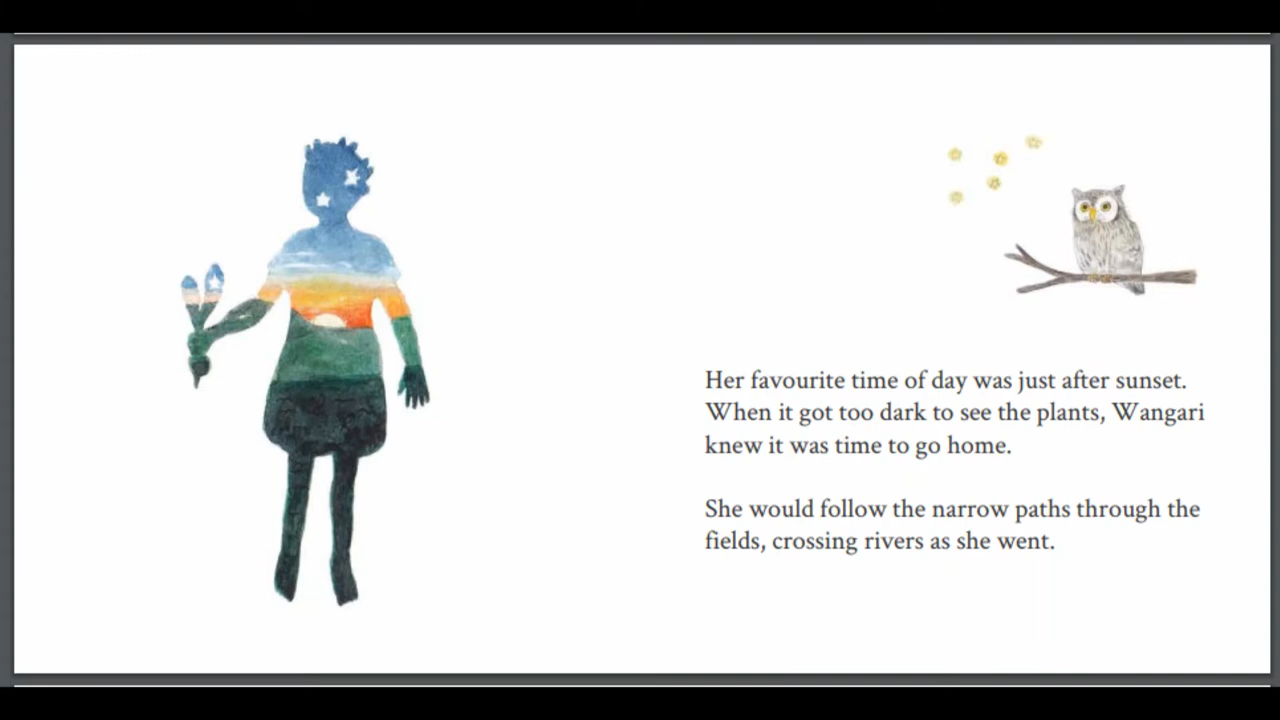 Her favourite time of day was just after sunset.
When it got too dark to see the plants, Wangari
knew it was time to go home.
She would follow the narrow paths through the
fields, crossing rivers as she went.